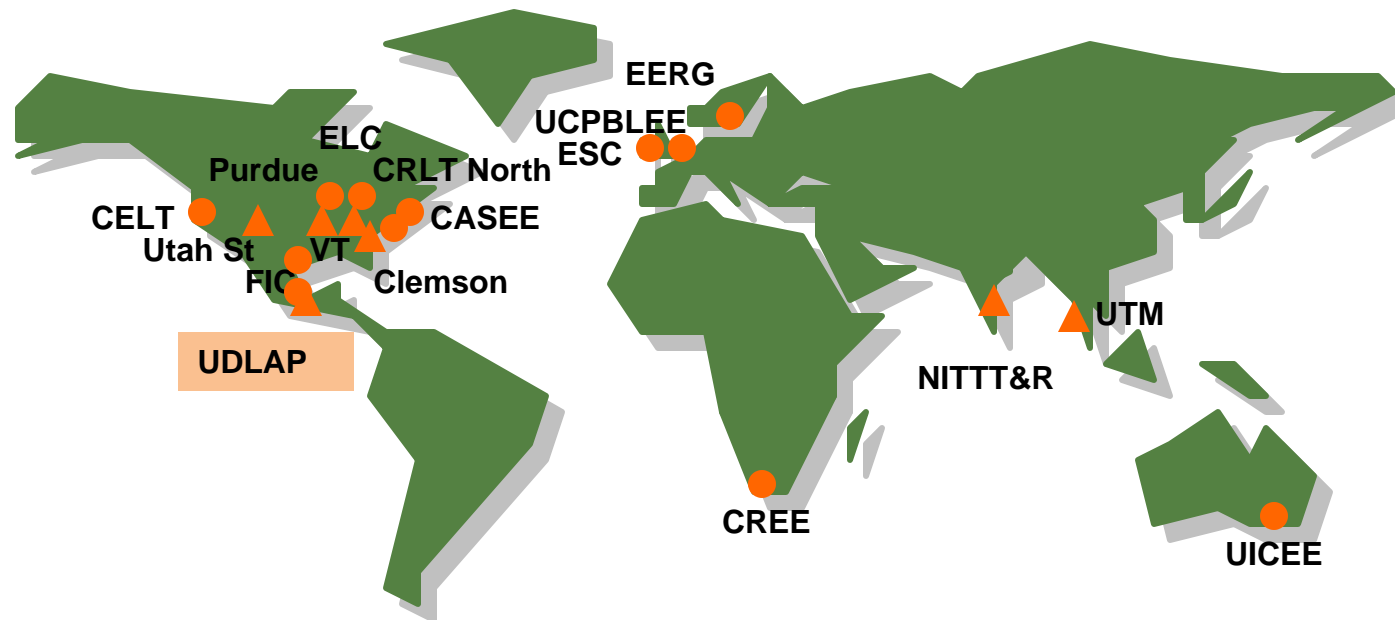 EERG
UCPBLEE
ELC
ESC
Purdue
CRLT North
CELT
CASEE
Utah St
VT
FIC
Clemson
UTM
UDLAP
NITTT&R
CREE
UICEE